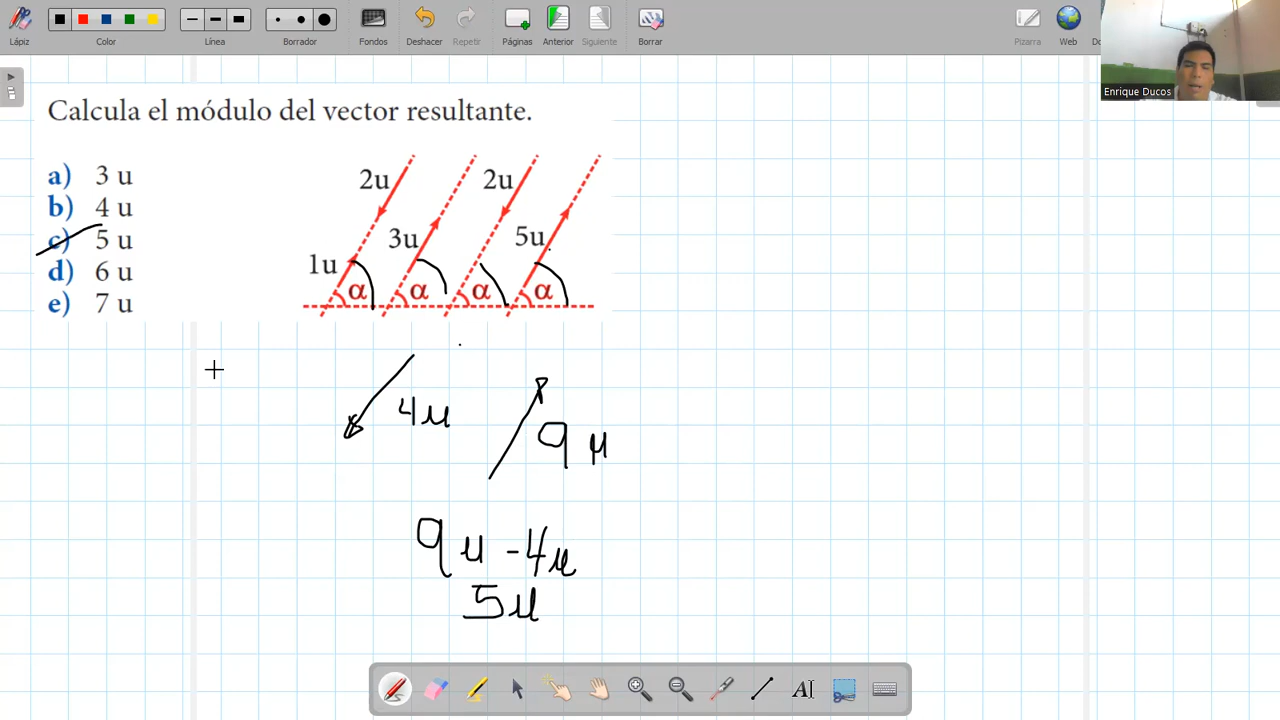 Lápiz
Color
Línea
Borrador
Fondos
Deshacer
Repetir
Páginas
Anterior
Siguiente
Borrar
Pizarra
Web
Enrique Ducos
Calcula el módulo del vector resultante.
a) 3 u
b) 4 u
c) 5 u
d) 6 u
e) 7 u
2u
2u
3u
5u
1u
α
α
α
α
4u
9 u
9u - 4u
5u